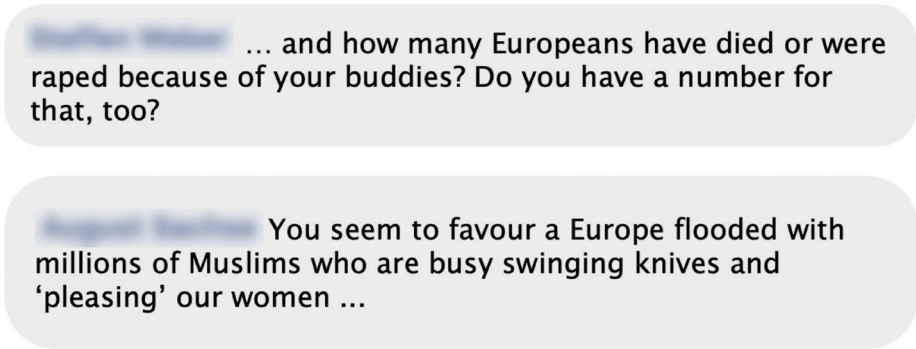 ... and how many Europeans have died or were
raped because of your buddies? Do you have a number for
that, too?
You seem to favour a Europe flooded with
millions of Muslims who are busy swinging knives and
‘pleasing’ our women ...